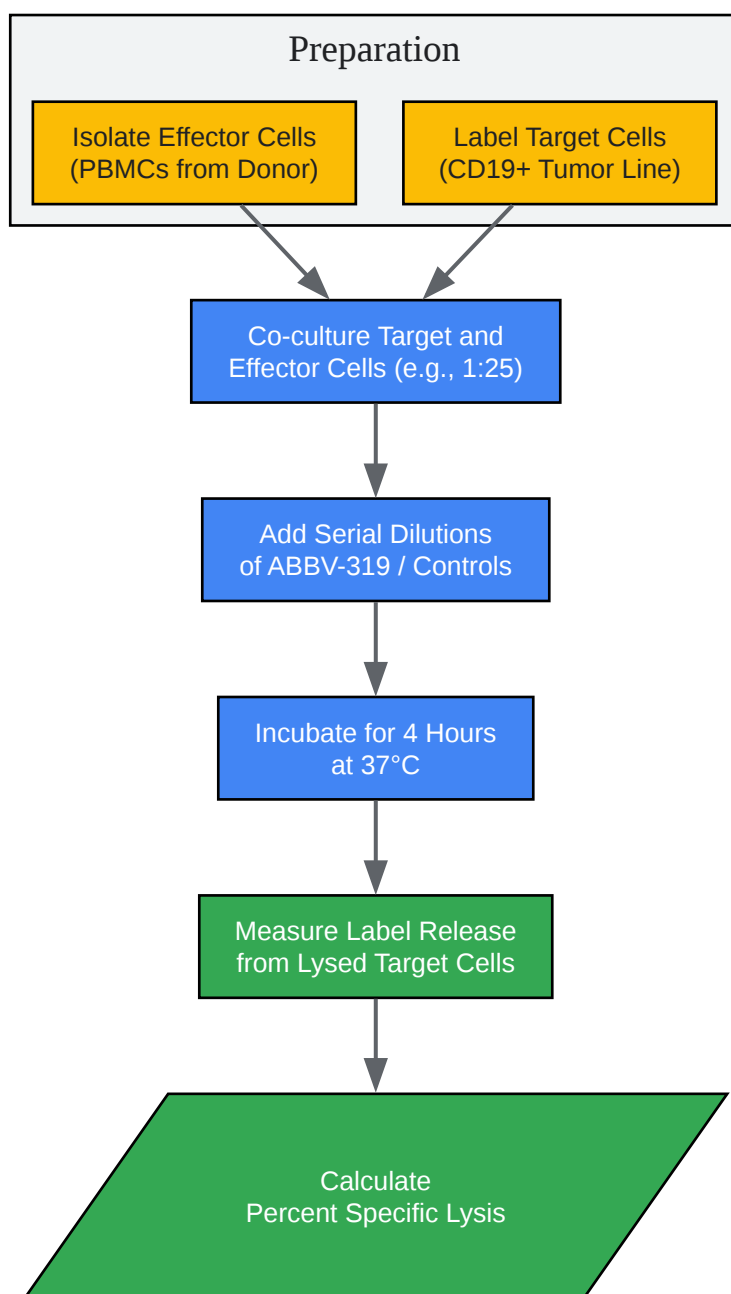 Preparation
Isolate Effector Cells
(PBMCs from Donor)
Label Target Cells
(CD19+ Tumor Line)
Co-culture Target and
Effector Cells (e.g., 1:25)
Add Serial Dilutions
of ABBV-319 / Controls
Incubate for 4 Hours
at 37°C
Measure Label Release
from Lysed Target Cells
Calculate
Percent Specific Lysis